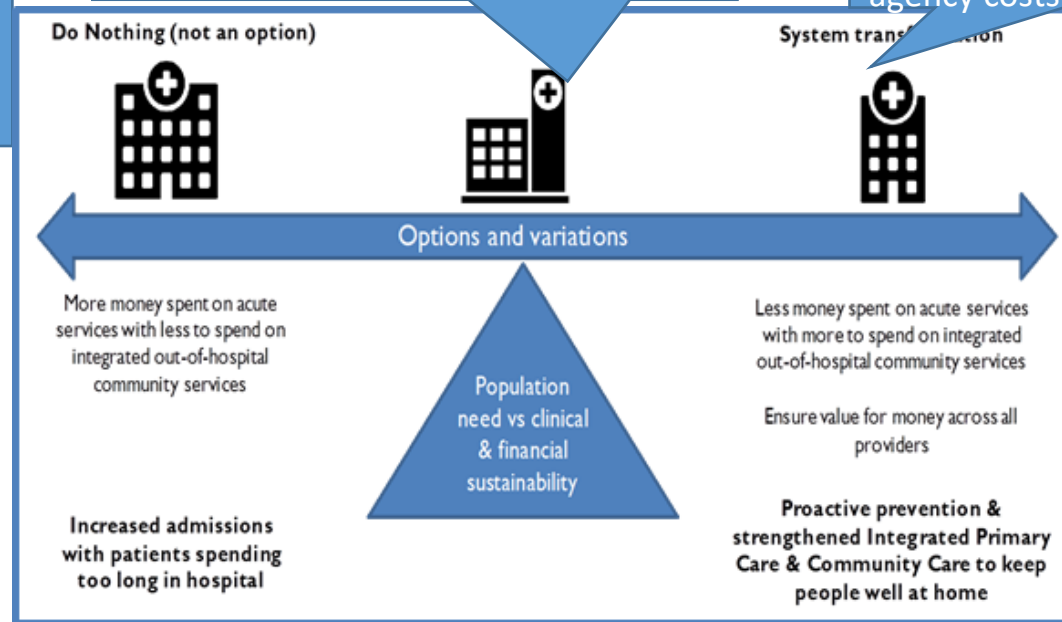 agency costs
Do Nothing (not an option)
System transf
Options and variations
More money spent on acute
services with less to spend on
integrated out-of-hospital
community services
Increased admissions
with patients spending
too long in hospital
Population
need vs clinical
& financial
sustainability
Less money spent on acute services
with more to spend on integrated
out-of-hospital community services
Ensure value for money across all
providers
Proactive prevention &
strengthened Integrated Primary
Care & Community Care to keep
people well at home